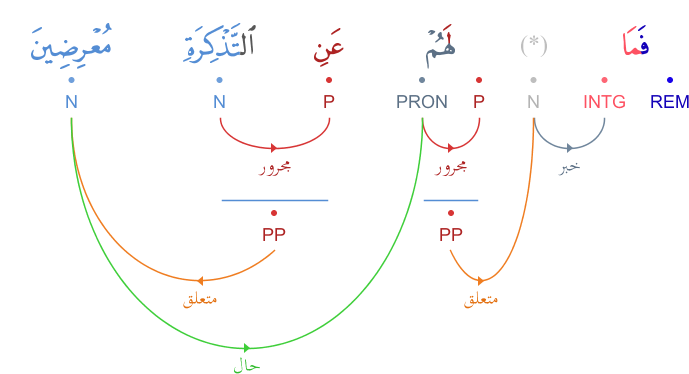 فَمَا (*) لَهُمْ عَنِ ٱلتَّذْكِرَةِ مُعْرِضِينَ
REM INTG N P PRON P N N
خبر مجرور مجرور
PP PP
متعلق متعلق
حال